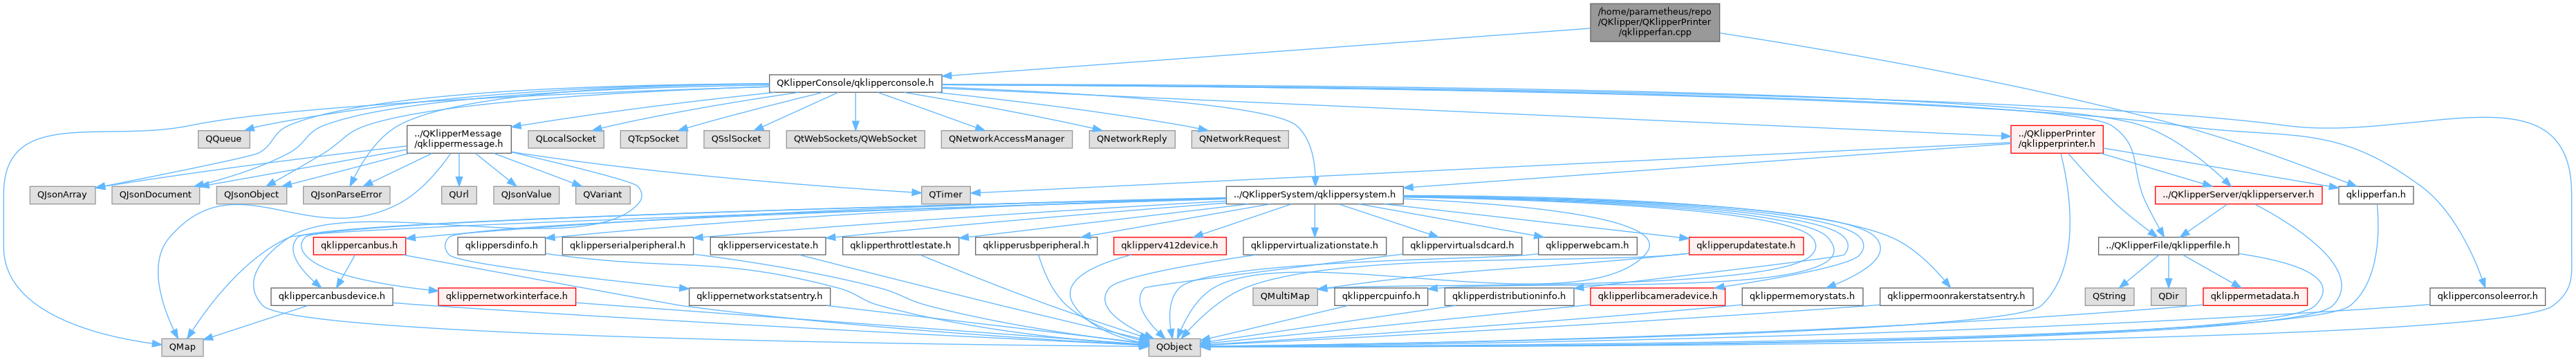 /home/parametheus/repo
/QKlipper/QKlipperPrinter
/qklipperfan.cpp
QKlipperConsole/qklipperconsole.h
QQueue
../QKlipperMessage
/qklippermessage.h
QLocalSocket
QTcpSocket
QSslSocket
QtWebSockets/QWebSocket
QNetworkAccessManager
QNetworkReply
QNetworkRequest
../QKlipperPrinter
/qklipperprinter.h
QJsonArray
QJsonDocument
QJsonObject
QJsonParseError
QUrl
QJsonValue
QVariant
QTimer
../QKlipperSystem/qklippersystem.h
../QKlipperServer/qklipperserver.h
qklipperfan.h
qklippercanbus.h
qklippersdinfo.h
qklipperserialperipheral.h
qklipperservicestate.h
qklipperthrottlestate.h
qklipperusbperipheral.h
qklipperv412device.h
qklippervirtualizationstate.h
qklippervirtualsdcard.h
qklipperwebcam.h
qklipperupdatestate.h
../QKlipperFile/qklipperfile.h
qklippercanbusdevice.h
qklippernetworkinterface.h
qklippernetworkstatsentry.h
QMultiMap
qklippercpuinfo.h
qklipperdistributioninfo.h
qklipperlibcameradevice.h
qklippermemorystats.h
qklippermoonrakerstatsentry.h
QString
QDir
qklippermetadata.h
qklipperconsoleerror.h
QMap
QObject